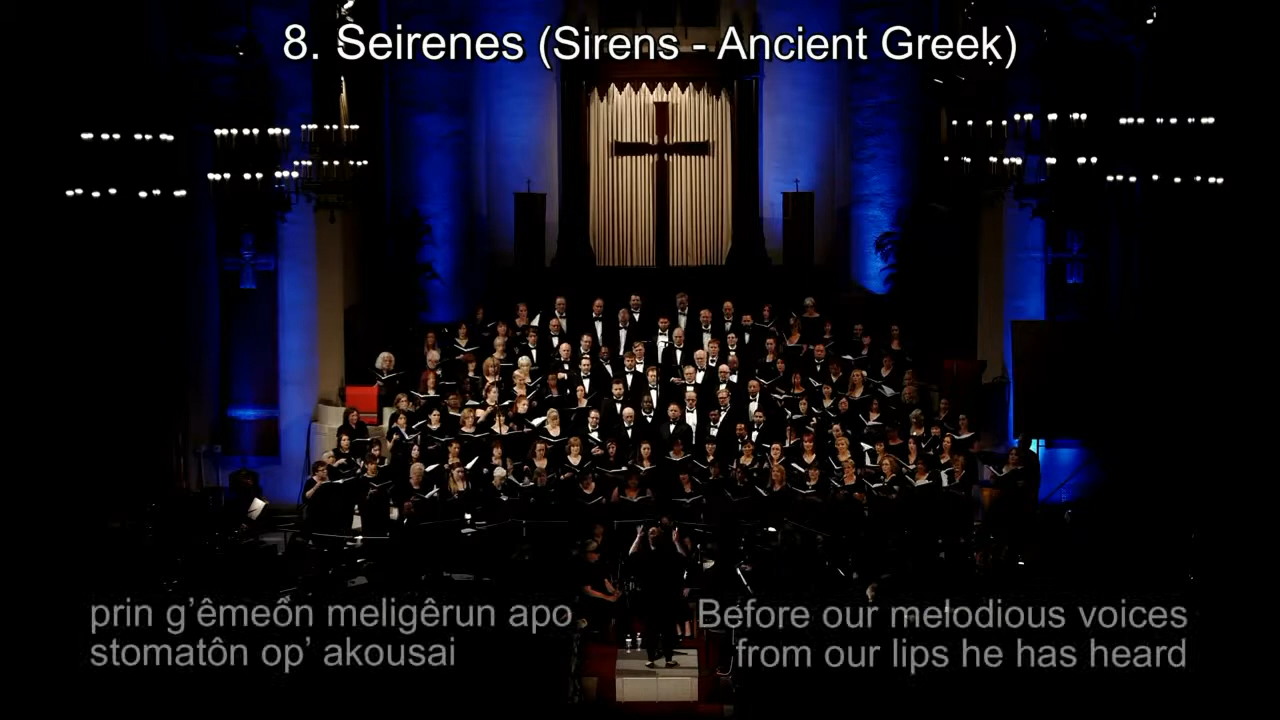 8. Seirenes (Sirens - Ancient Greek)
prin g’êmeôn meligêrun apo
stomatôn op’ akousai
Before our melodious voices
from our lips he has heard